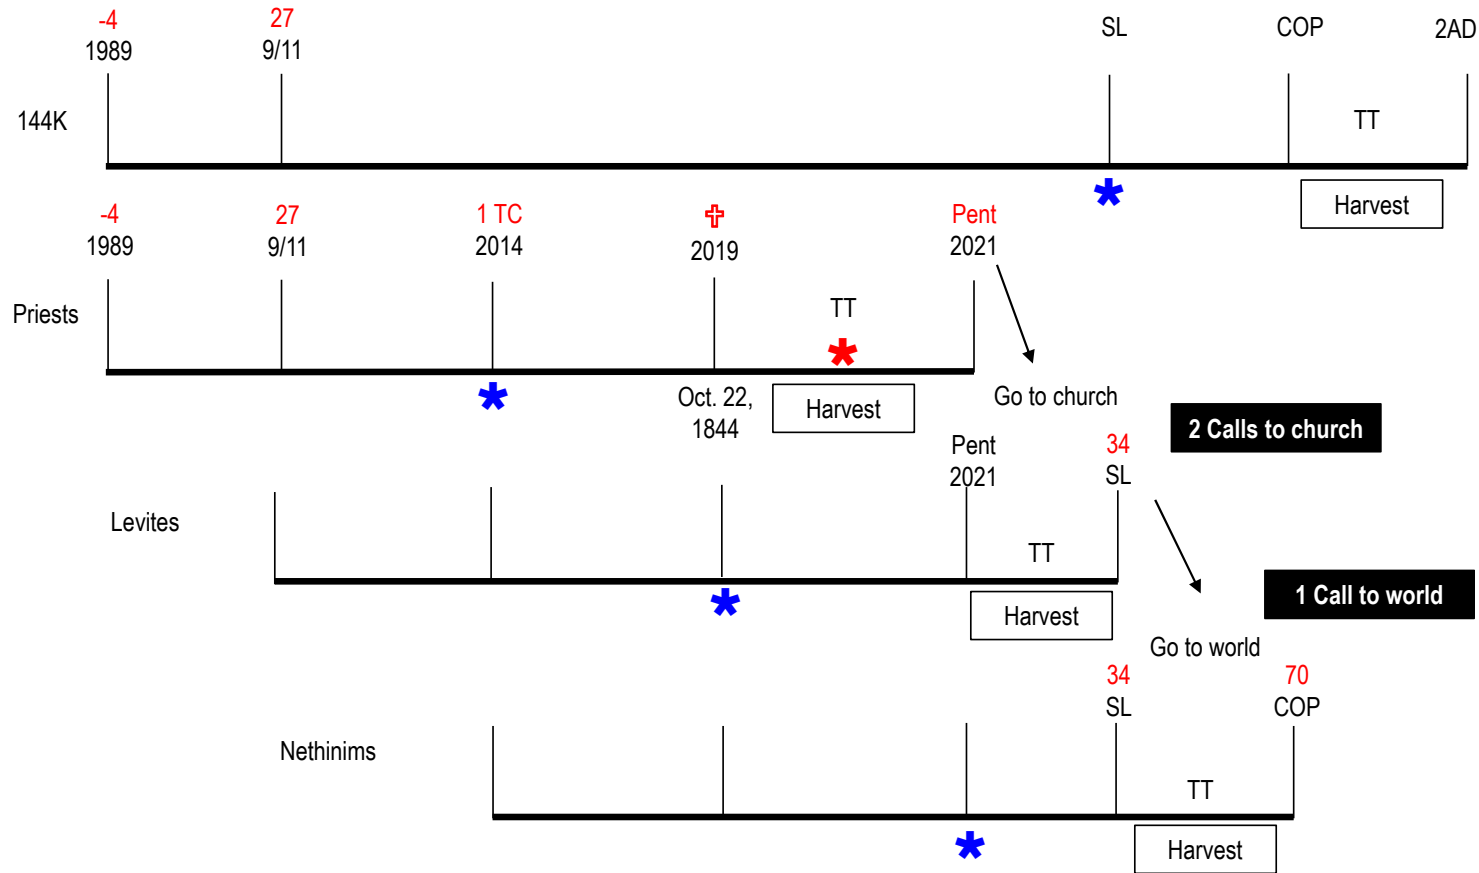 -4
1989
27
9/11
SL
COP
2AD
144K
TT
Harvest
-4
1989
27
9/11
1 TC
2014
✞
2019
Pent
2021
Priests
TT
*
*
*
Oct. 22,
1844
Harvest
Go to church
2 Calls to church
Pent
2021
34
SL
Levites
TT
*
Harvest
1 Call to world
Go to world
34
SL
70
COP
Nethinims
TT
*
Harvest